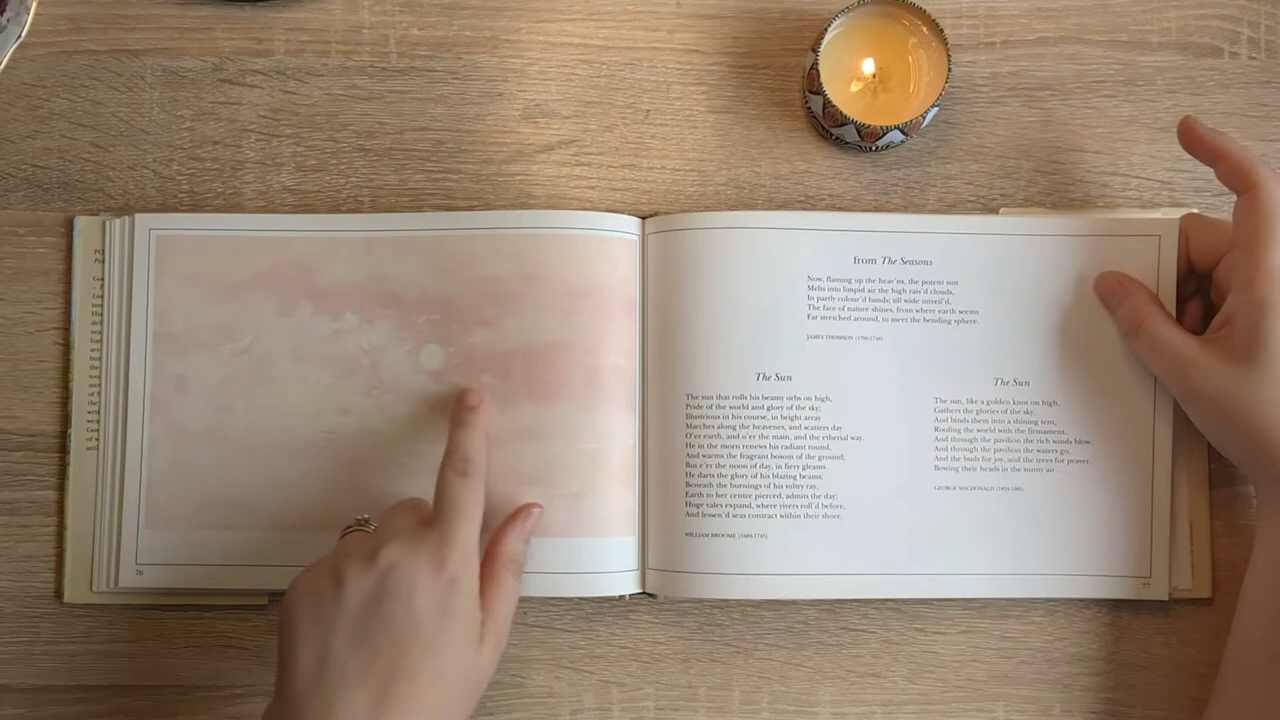 from The Seasons
Now, flaming up the heav'ns, the potent sun
Melts into limpid air the high rais'd clouds,
In partly colour'd bands; till wide unveil'd,
The face of nature shines, from where earth seems
Far stretched around, to meet the bending sphere.
JAMES THOMSON (1700-1748)
The Sun
The sun that rolls his beamy orbs on high,
Pride of the world and glory of the sky;
Illustrious in his course, in bright array
Marches along the heavenes, and scatters day
O'er earth, and o'er the main, and the etherial way.
He in the morn renews his radiant round,
And warms the fragrant bosom of the ground;
But e'er the noon of day, in fiery gleams
He darts the glory of his blazing beams;
Beneath the burnings of his sultry ray,
Earth to her centre pierced, admits the day;
Huge vales expand, where rivers roll'd before,
And lessen'd seas contract within their shore.
WILLIAM BROOME (1689-1745)
The Sun
The sun, like a golden knot on high,
Gathers the glories of the sky,
And binds them into a shining tent,
Roofing the world with the firmament.
And through the pavilion the rich winds blow,
And through the pavilion the waters go,
And the buds for joy, and the trees for prayer,
Bowing their heads in the sunny air
GEORGE MACDONALD (1824-1905)
76
77